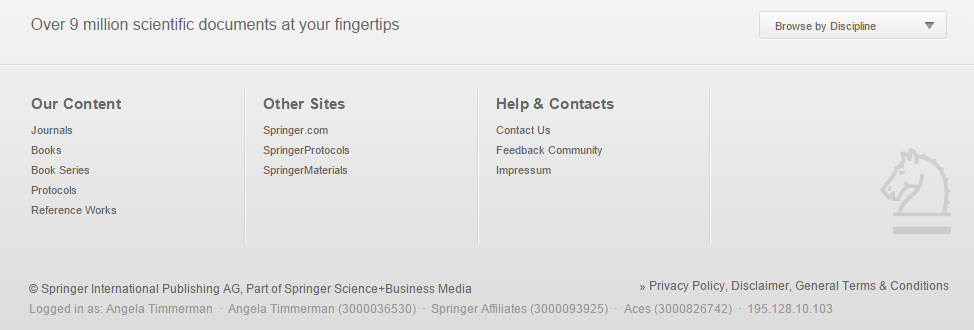 Over 9 million scientific documents at your fingertips
Browse by Discipline
Our Content
Journals
Books
Book Series
Protocols
Reference Works
Other Sites
Springer.com
SpringerProtocols
SpringerMaterials
Help & Contacts
Contact Us
Feedback Community
Impressum
© Springer International Publishing AG, Part of Springer Science+Business Media
» Privacy Policy, Disclaimer, General Terms & Conditions
Logged in as: Angela Timmerman · Angela Timmerman (3000036530) · Springer Affiliates (3000093925) · Aces (3000826742) · 195.128.10.103